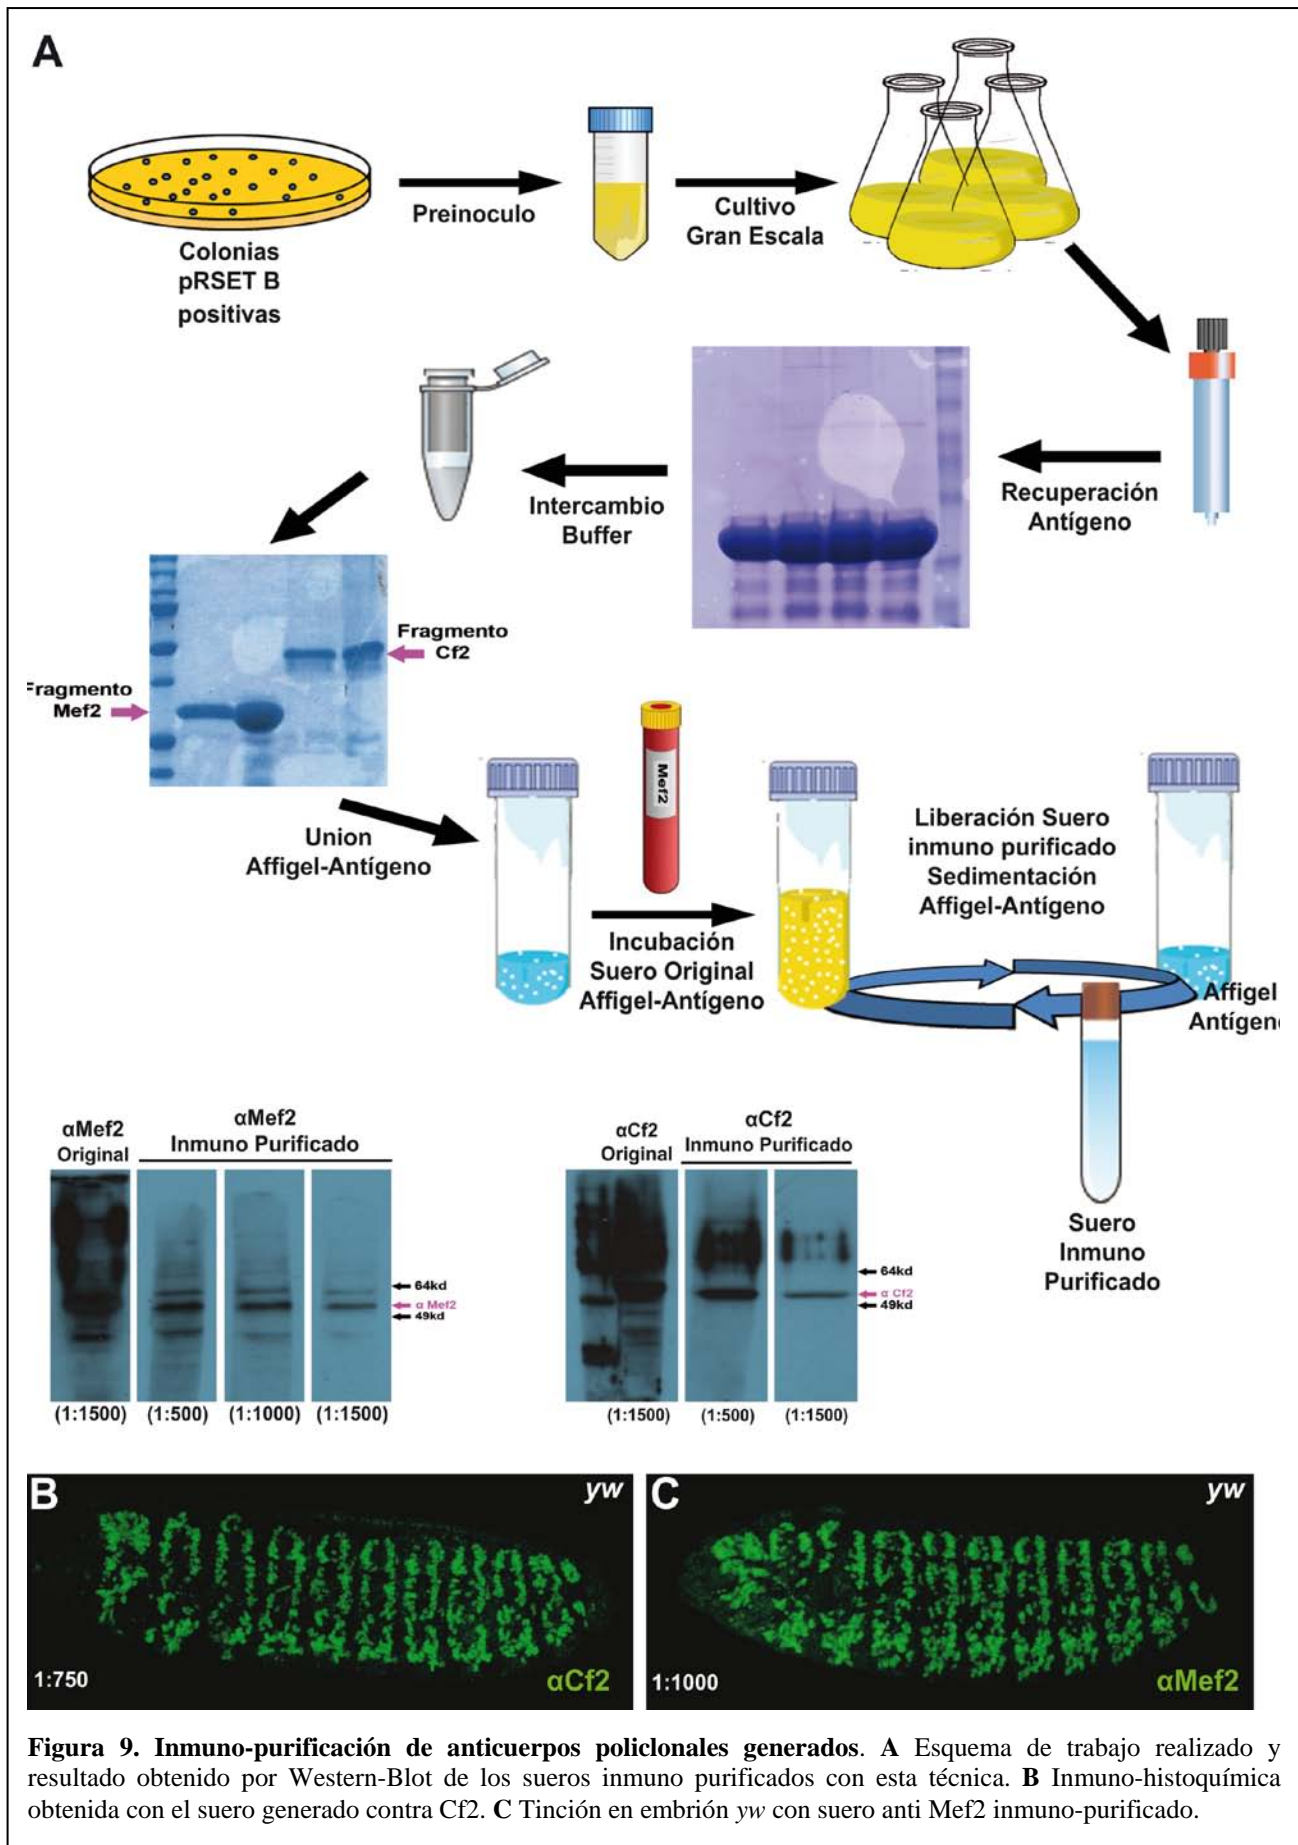 A
Colonias
pRSET B
positivas
Preinoculo
Cultivo
Gran Escala
Recuperación
Antígeno
Intercambio
Buffer
Fragmento
Cf2
Fragmento
Mef2
Union
Affigel-Antígeno
Mef2
Incubación
Suero Original
Affigel-Antígeno
Liberación Suero
inmuno purificado
Sedimentación
Affigel-Antígeno
Affigel
Antígen
Suero
Inmuno
Purificado
αMef2
Original
αMef2
Inmuno Purificado
64kd
α Mef2
49kd
(1:1500) (1:500) (1:1000) (1:1500)
αCf2
Original
αCf2
Inmuno Purificado
64kd
α Cf2
49kd
(1:1500) (1:500) (1:1500)
B
yw
1:750
αCf2
C
yw
1:1000
αMef2
Figura 9. Inmuno-purificación de anticuerpos policlonales generados. A Esquema de trabajo realizado y
resultado obtenido por Western-Blot de los sueros inmuno purificados con esta técnica. B Inmuno-histoquímica
obtenida con el suero generado contra Cf2. C Tinción en embrión yw con suero anti Mef2 inmuno-purificado.